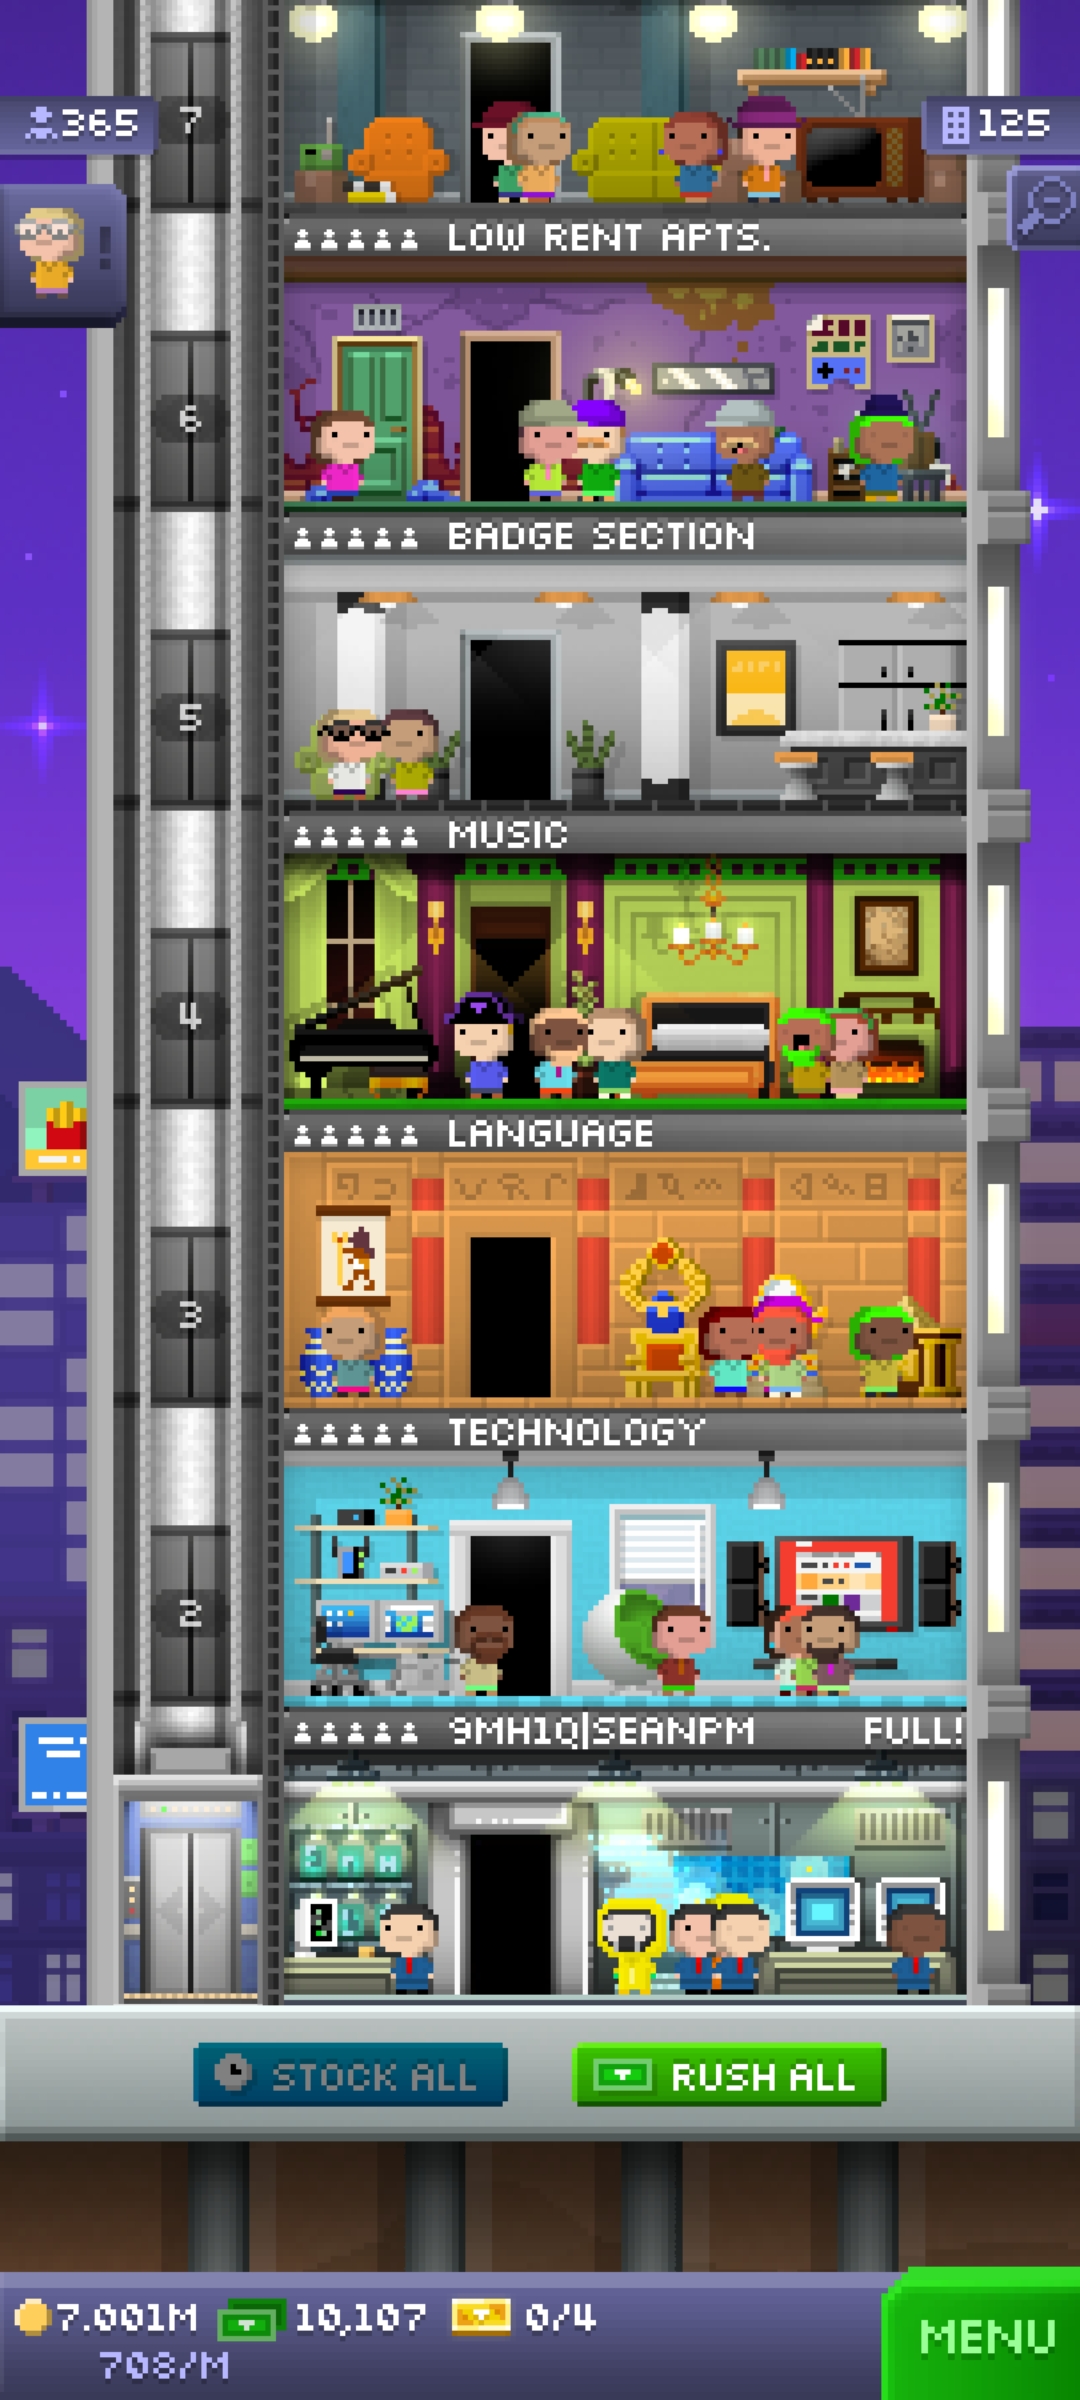 7
365
125
LOW RENT APTS.
6
BADGE SECTION
5
MUSIC
4
LANGUAGE
3
TECHNOLOGY
2
9MH1Q|SEANPM FULL!
STOCK ALL
RUSH ALL
7.001M 10,107 0/4
708/M
MENU